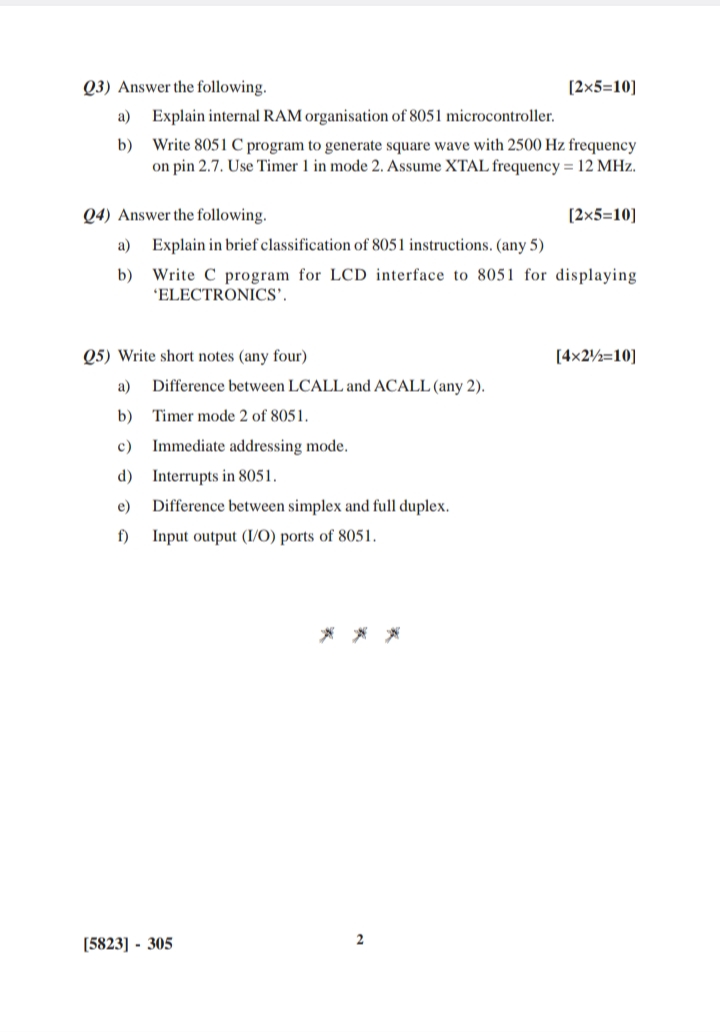 Q3) Answer the following. [2×5=10]
a) Explain internal RAM organisation of 8051 microcontroller.
b) Write 8051 C program to generate square wave with 2500 Hz frequency
on pin 2.7. Use Timer 1 in mode 2. Assume XTAL frequency = 12 MHz.
Q4) Answer the following. [2×5=10]
a) Explain in brief classification of 8051 instructions. (any 5)
b) Write C program for LCD interface to 8051 for displaying
‘ELECTRONICS’.
Q5) Write short notes (any four) [4×2½=10]
a) Difference between LCALL and ACALL (any 2).
b) Timer mode 2 of 8051.
c) Immediate addressing mode.
d) Interrupts in 8051.
e) Difference between simplex and full duplex.
f) Input output (I/O) ports of 8051.
[5823] - 305 2